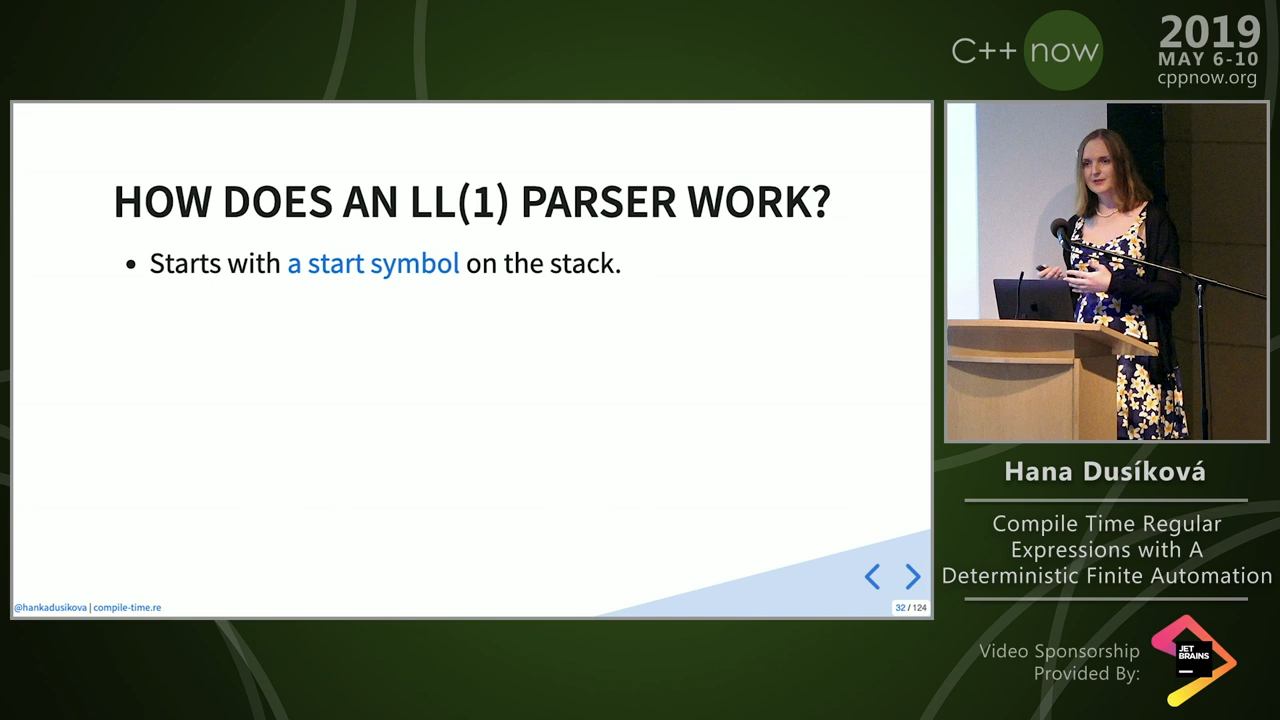 C++ now
2019
MAY 6-10
cppnow.org
HOW DOES AN LL(1) PARSER WORK?
• Starts with a start symbol on the stack.
@hankadusikova | compile-time.re
32 / 124
Hana Dusíková
Compile Time Regular
Expressions with A
Deterministic Finite Automation
Video Sponsorship
Provided By:
JET
BRAINS